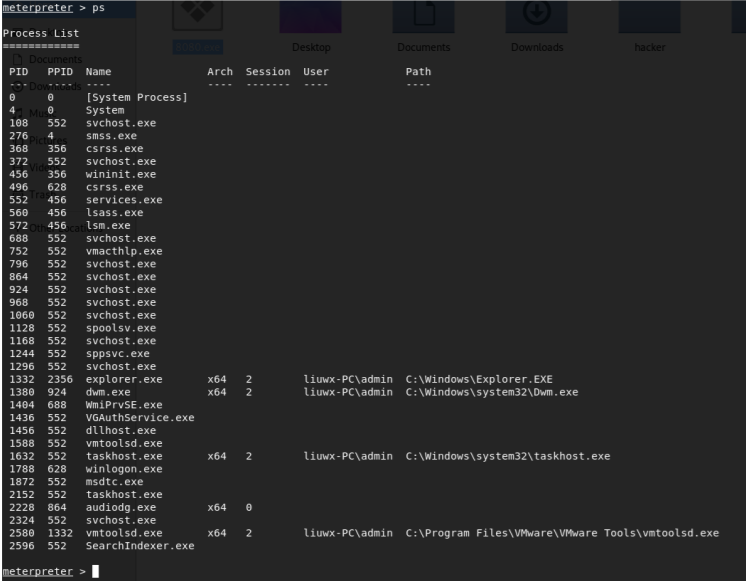 meterpreter > ps
Process List
============
Desktop Documents Downloads hacker
Documents
PID PPID Name Arch Session User Path
--- ---- ---- ---- ------- ---- ----
Downloads
0 0 [System Process]
4 0 System
108 552 svchost.exe
276 4 smss.exe
Pictures
368 356 csrss.exe
372 552 svchost.exe
456 356 wininit.exe
496 628 csrss.exe
Trash
552 456 services.exe
560 456 lsass.exe
572 456 lsm.exe
688 552 svchost.exe
752 552 vmacthlp.exe
796 552 svchost.exe
864 552 svchost.exe
924 552 svchost.exe
968 552 svchost.exe
1060 552 svchost.exe
1128 552 spoolsv.exe
1168 552 svchost.exe
1244 552 sppsvc.exe
1296 552 svchost.exe
1332 2356 explorer.exe x64 2 liuwx-PC\admin C:\Windows\Explorer.EXE
1380 924 dwm.exe x64 2 liuwx-PC\admin C:\Windows\system32\Dwm.exe
1404 688 WmiPrvSE.exe
1436 552 VGAuthService.exe
1456 552 dllhost.exe
1588 552 vmtoolsd.exe
1632 552 taskhost.exe x64 2 liuwx-PC\admin C:\Windows\system32\taskhost.exe
1788 628 winlogon.exe
1872 552 msdtc.exe
2152 552 taskhost.exe
2228 864 audiodg.exe x64 0
2324 552 svchost.exe
2580 1332 vmtoolsd.exe x64 2 liuwx-PC\admin C:\Program Files\VMware\VMware Tools\vmtoolsd.exe
2596 552 SearchIndexer.exe
meterpreter >